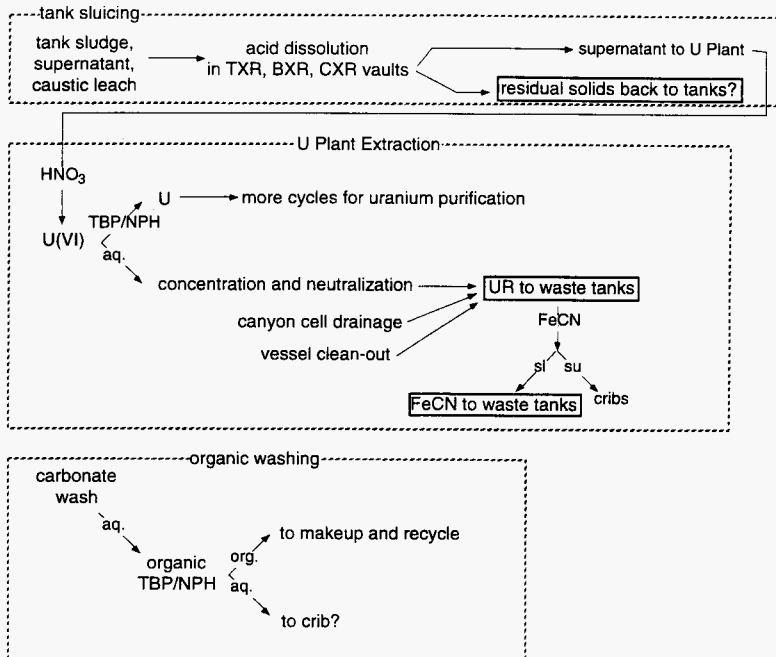 tank sluicing
tank sludge,
supernatant,
caustic leach
acid dissolution
in TXR, BXR, CXR vaults
supernatant to U Plant
residual solids back to tanks?
U Plant Extraction
HNO₃
U(VI)
TBP/NPH
aq.
U
more cycles for uranium purification
concentration and neutralization
canyon cell drainage
vessel clean-out
UR to waste tanks
FeCN
sl su
FeCN to waste tanks
cribs
organic washing
carbonate
wash
aq.
organic
TBP/NPH
org.
aq.
to makeup and recycle
to crib?